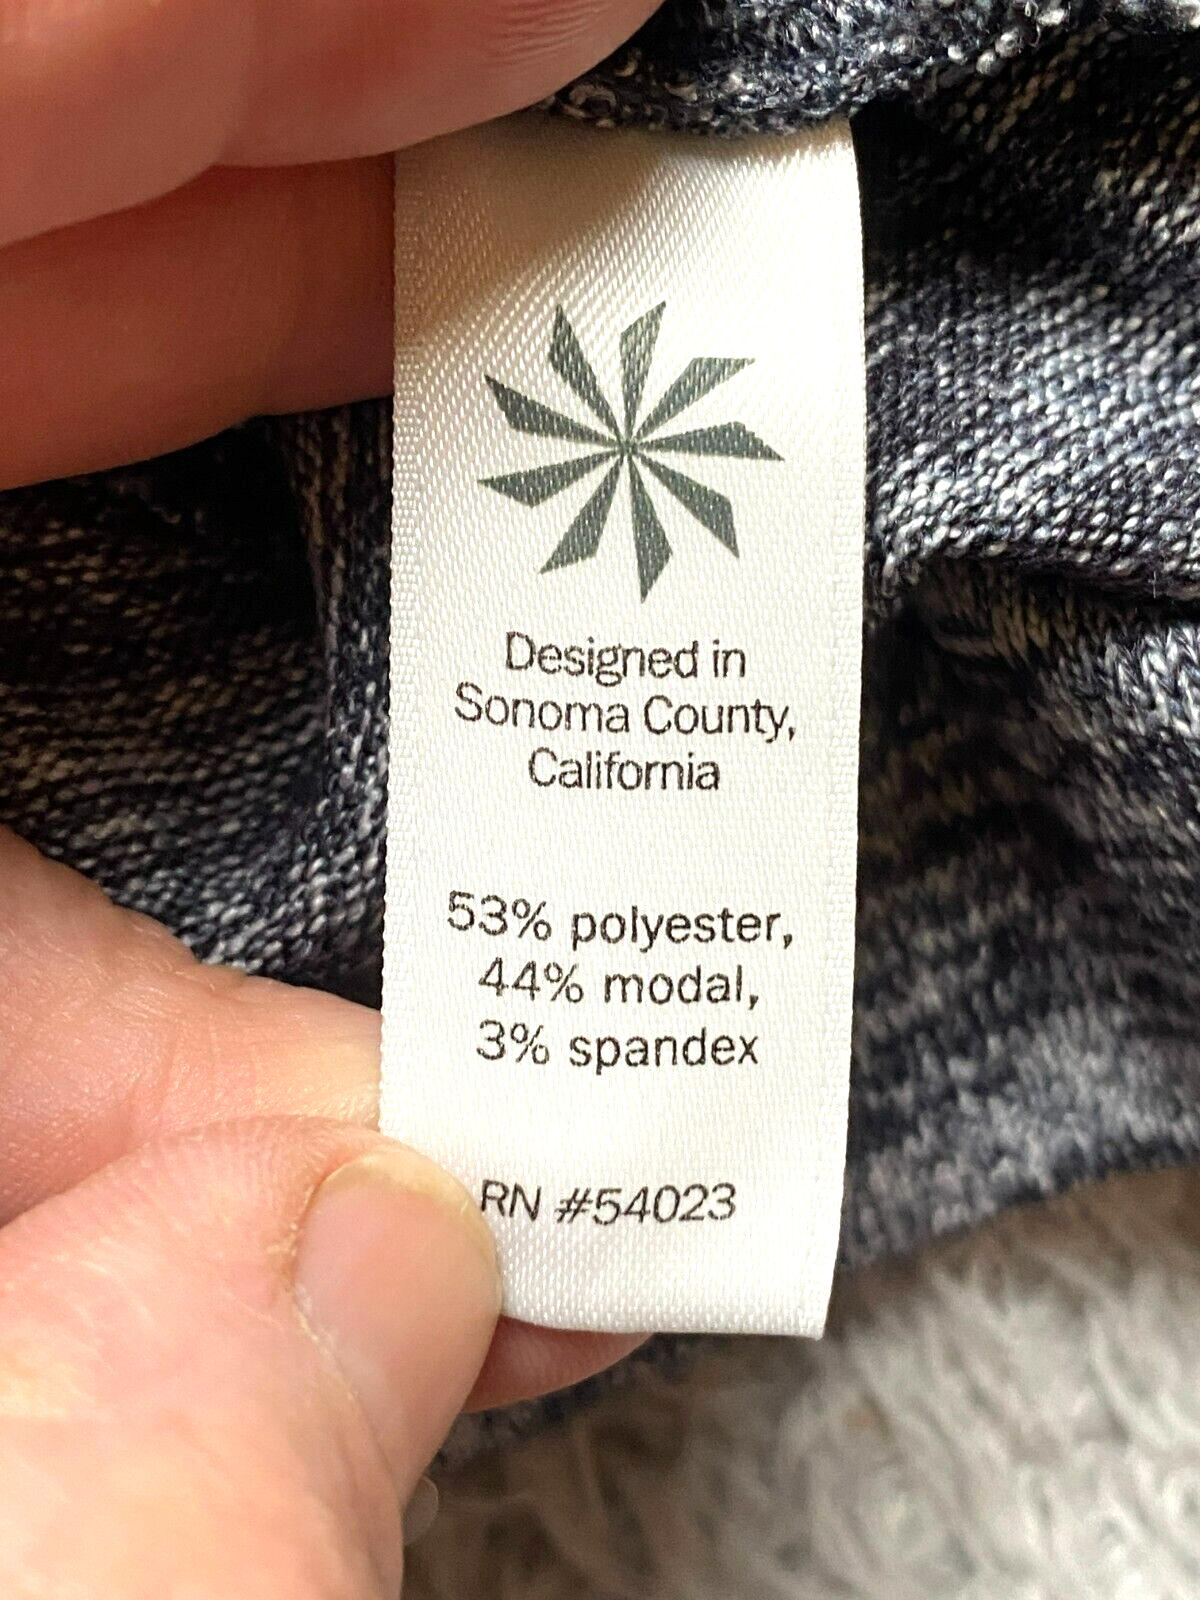 Designed in
Sonoma County,
California
53% polyester,
44% modal,
3% spandex
RN #54023